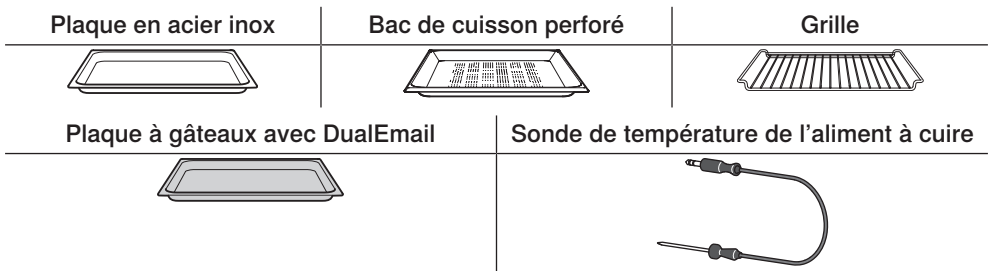 Plaque en acier inox
Bac de cuisson perforé
Grille
Plaque à gâteaux avec DualEmail
Sonde de température de l'aliment à cuire